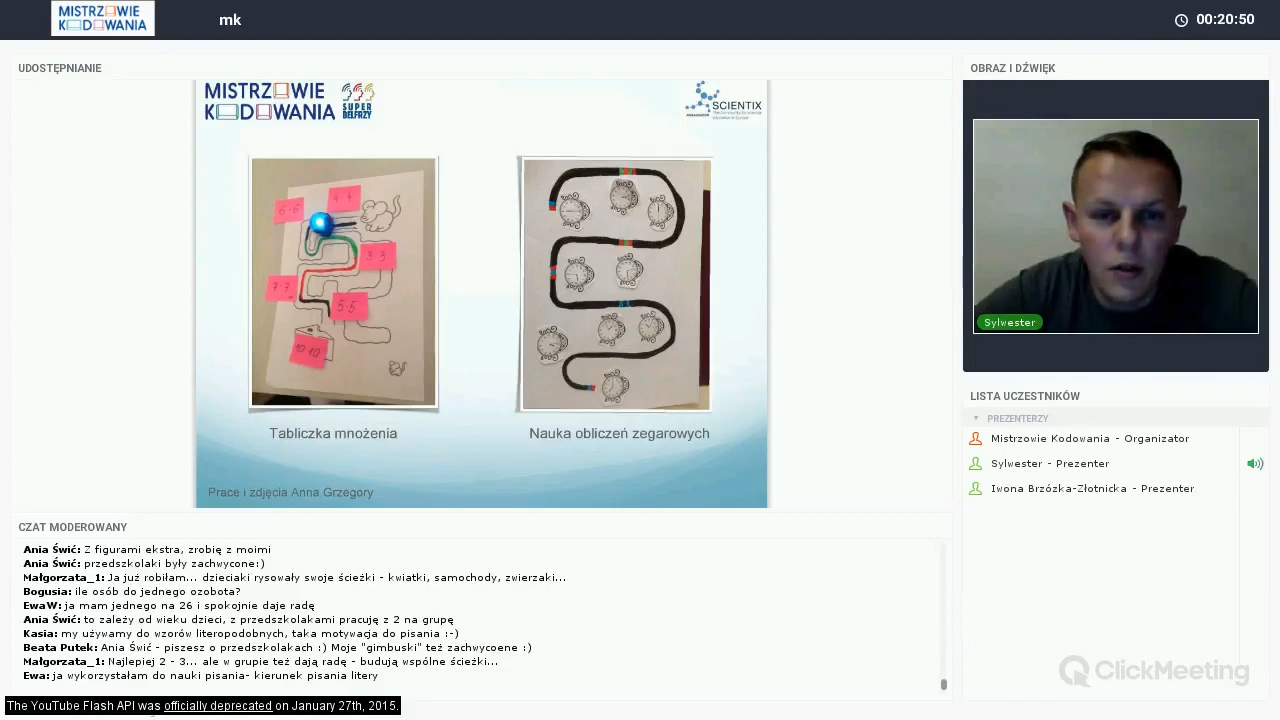 MISTRZOWIE
KODOWANIA
mk
00:20:50
UDOSTĘPNIANIE
MISTRZOWIE
KODOWANIA
SUPER
BELFRZY
SCIENTIX
6·6
4·4
3·3
7·7
5·5
10·10
Tabliczka mnożenia
Nauka obliczeń zegarowych
Prace i zdjęcia Anna Grzegory
OBRAZ I DŹWIĘK
Sylwester
LISTA UCZESTNIKÓW
PREZENTERZY
Mistrzowie Kodowania - Organizator
Sylwester - Prezenter
Iwona Brzózka-Złotnicka - Prezenter
CZAT MODEROWANY
Ania Świć: Z figurami ekstra, zrobię z moimi
Ania Świć: przedszkolaki były zachwycone:)
Małgorzata_1: Ja już robiłam... dzieciaki rysowały swoje ścieżki - kwiatki, samochody, zwierzaki...
Bogusia: ile osób do jednego ozobota?
EwaW: ja mam jednego na 26 i spokojnie daje radę
Ania Świć: to zależy od wieku dzieci, z przedszkolakami pracuję z 2 na grupę
Kasia: my używamy do wzorów literopodobnych, taka motywacja do pisania :-)
Beata Putek: Ania Świć - piszesz o przedszkolakach :) Moje "gimbuski" też zachwycoene :)
Małgorzata_1: Najlepiej 2 - 3... ale w grupie też dają radę - budują wspólne ścieżki...
Ewa: ja wykorzystałam do nauki pisania- kierunek pisania litery
ClickMeeting
The YouTube Flash API was officially deprecated on January 27th, 2015.